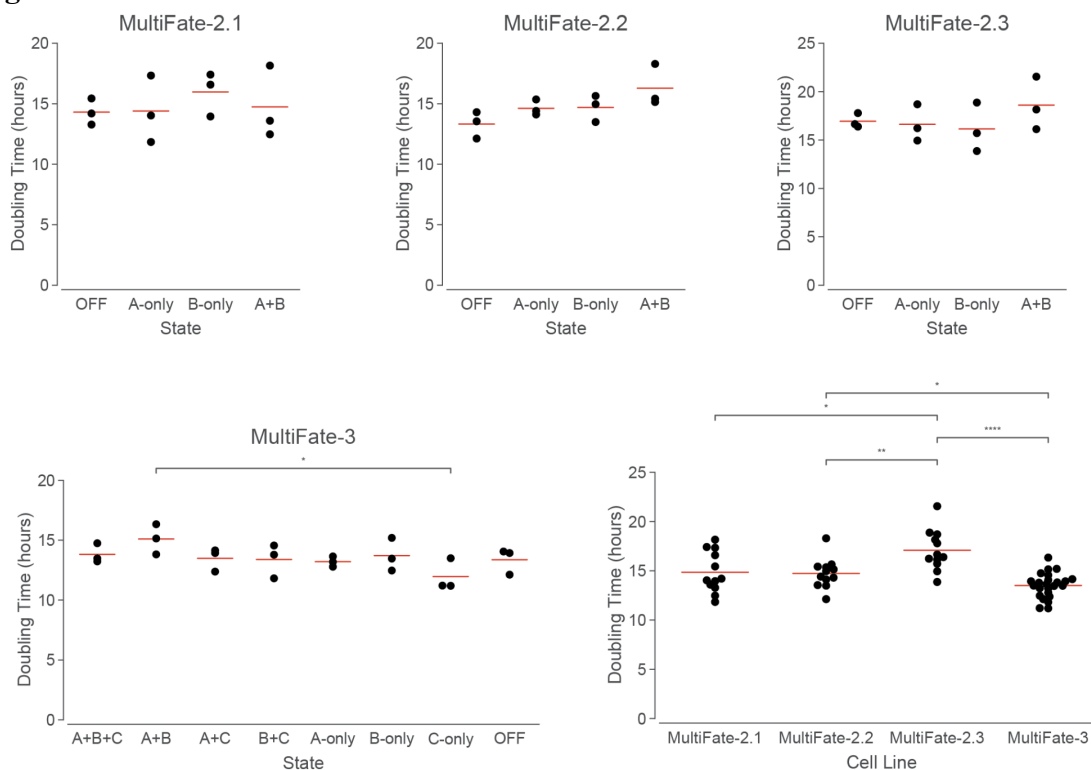 g
MultiFate-2.1
MultiFate-2.2
MultiFate-2.3
Doubling Time (hours)
20
15
10
5
0
OFF A-only B-only A+B
State
Doubling Time (hours)
20
15
10
5
0
OFF A-only B-only A+B
State
Doubling Time (hours)
25
20
15
10
5
0
OFF A-only B-only A+B
State
MultiFate-3
*
Doubling Time (hours)
20
15
10
5
0
A+B+C A+B A+C B+C A-only B-only C-only OFF
State
*
*
****
**
Doubling Time (hours)
25
20
15
10
5
0
MultiFate-2.1 MultiFate-2.2 MultiFate-2.3 MultiFate-3
Cell Line